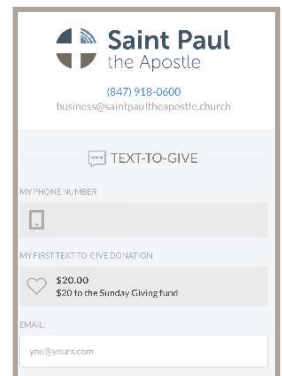 Saint Paul
the Apostle
(847) 918-0600
business@saintpaultheapostle.church
TEXT-TO-GIVE
MY PHONE NUMBER
MY FIRST TEXT-TO-GIVE DONATION
$20.00
$20 to the Sunday Giving fund
EMAIL:
you@yours.com